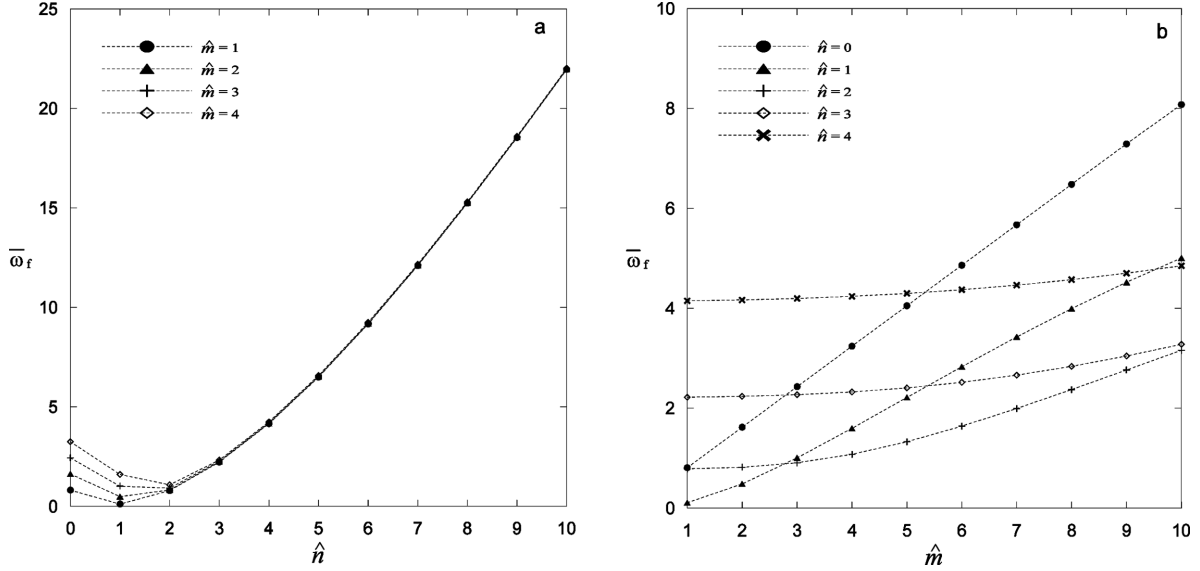 a
m̂ = 1
m̂ = 2
m̂ = 3
m̂ = 4
25
20
15
10
5
0
ω̅f
0 1 2 3 4 5 6 7 8 9 10
n̂
b
n̂ = 0
n̂ = 1
n̂ = 2
n̂ = 3
n̂ = 4
10
8
6
4
2
0
ω̅f
1 2 3 4 5 6 7 8 9 10
m̂